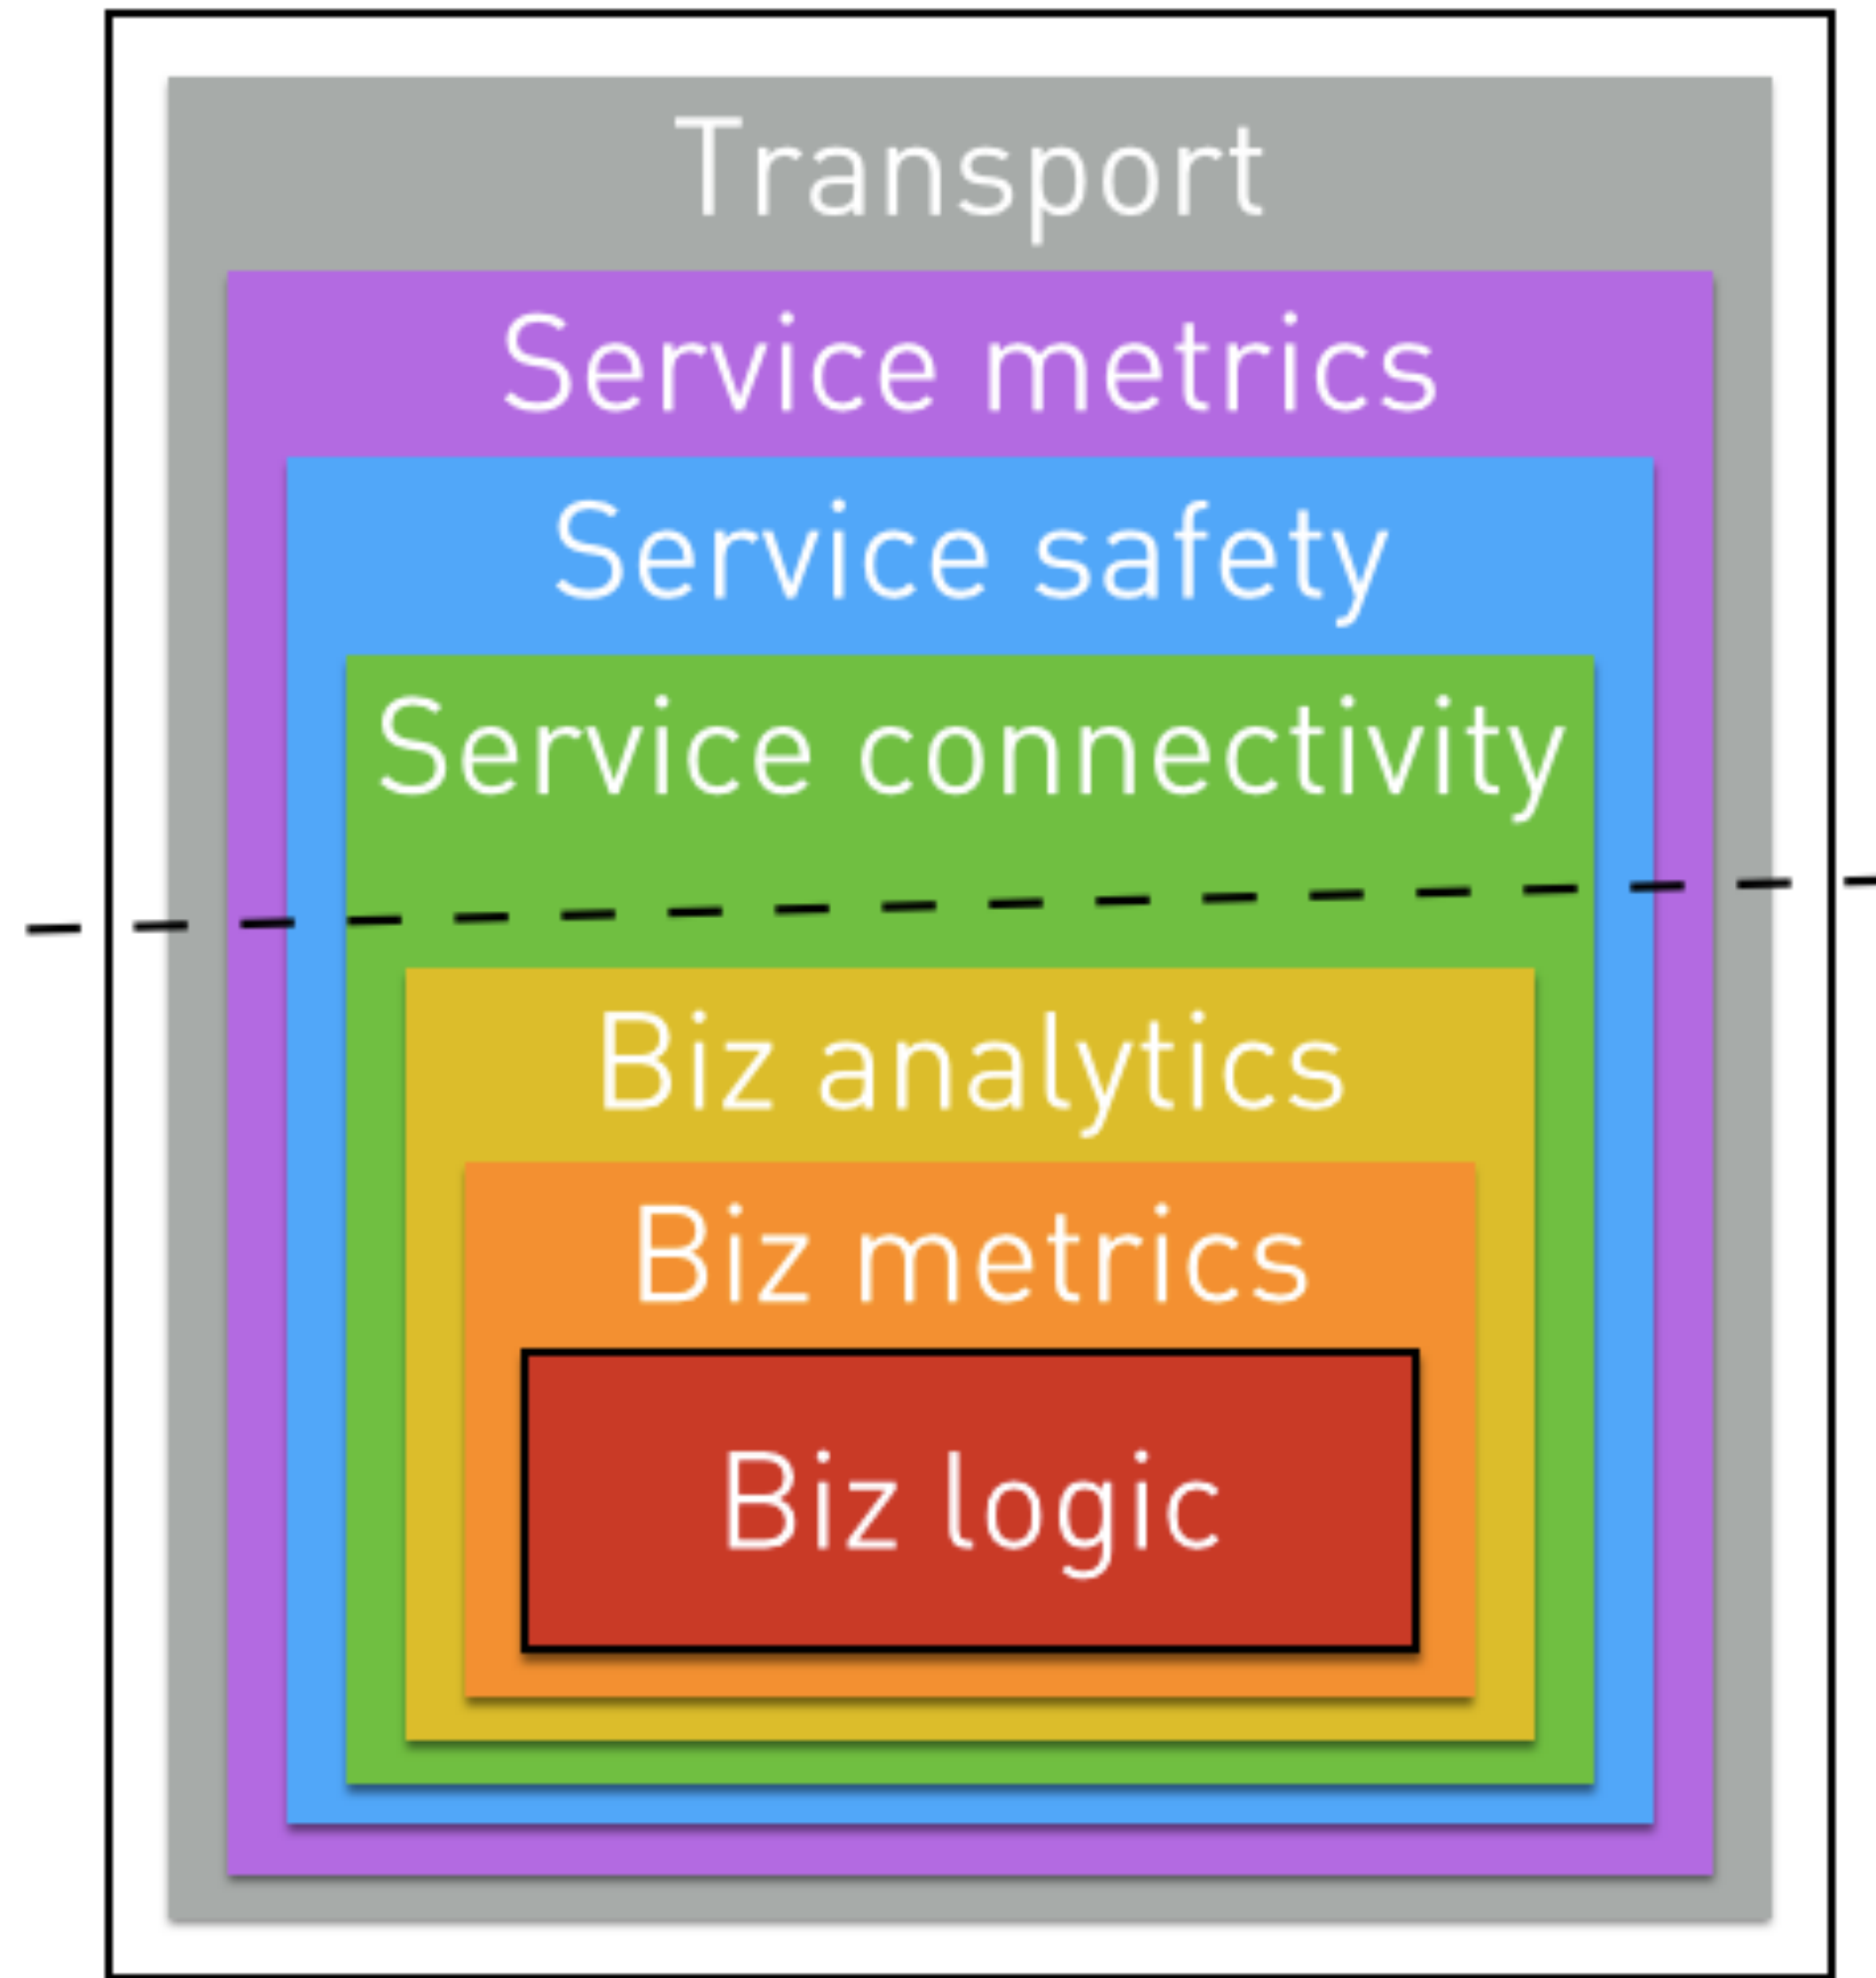 Transport
Service metrics
Service safety
Service connectivity
Biz analytics
Biz metrics
Biz logic